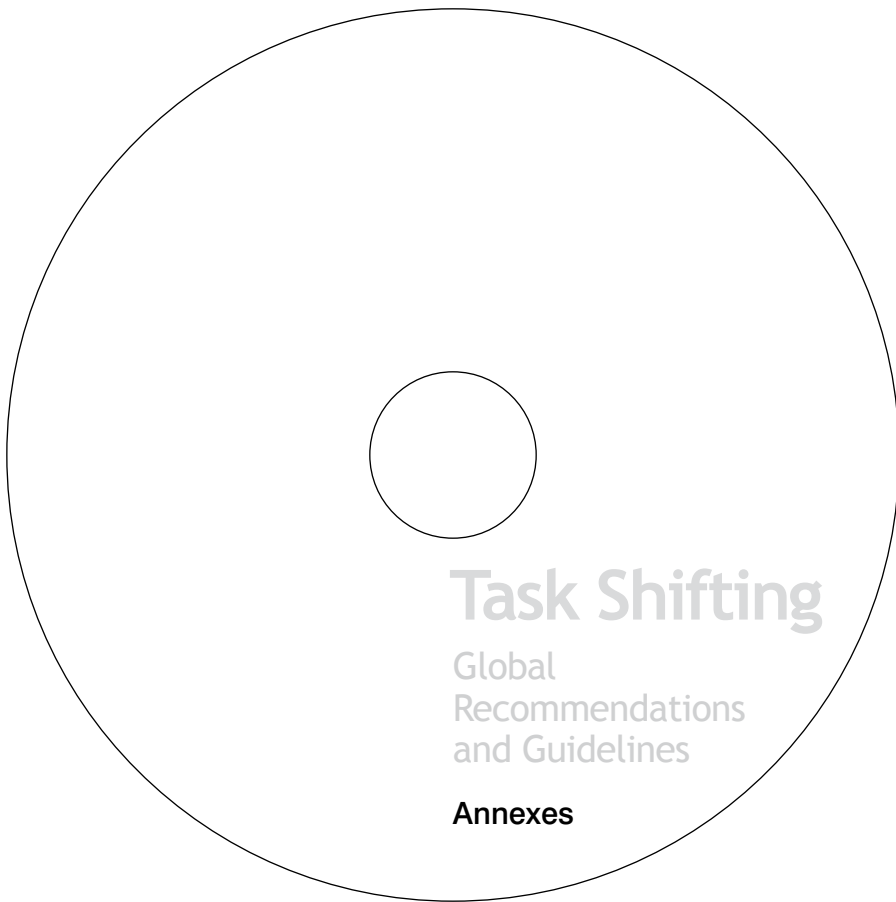 Task Shifting
Global
Recommendations
and Guidelines
Annexes